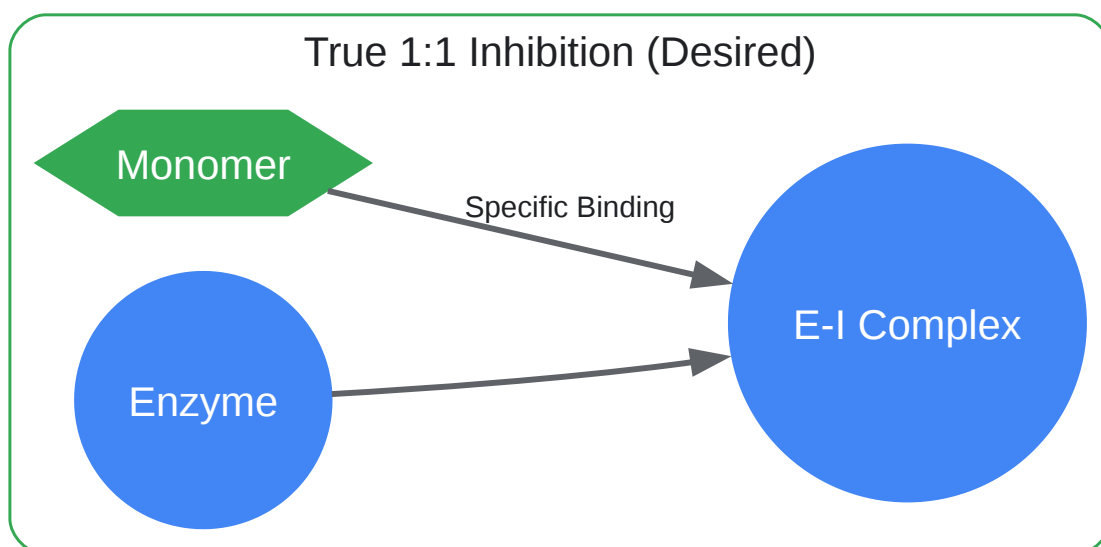 True 1:1 Inhibition (Desired)
Monomer
Specific Binding
E-I Complex
Enzyme